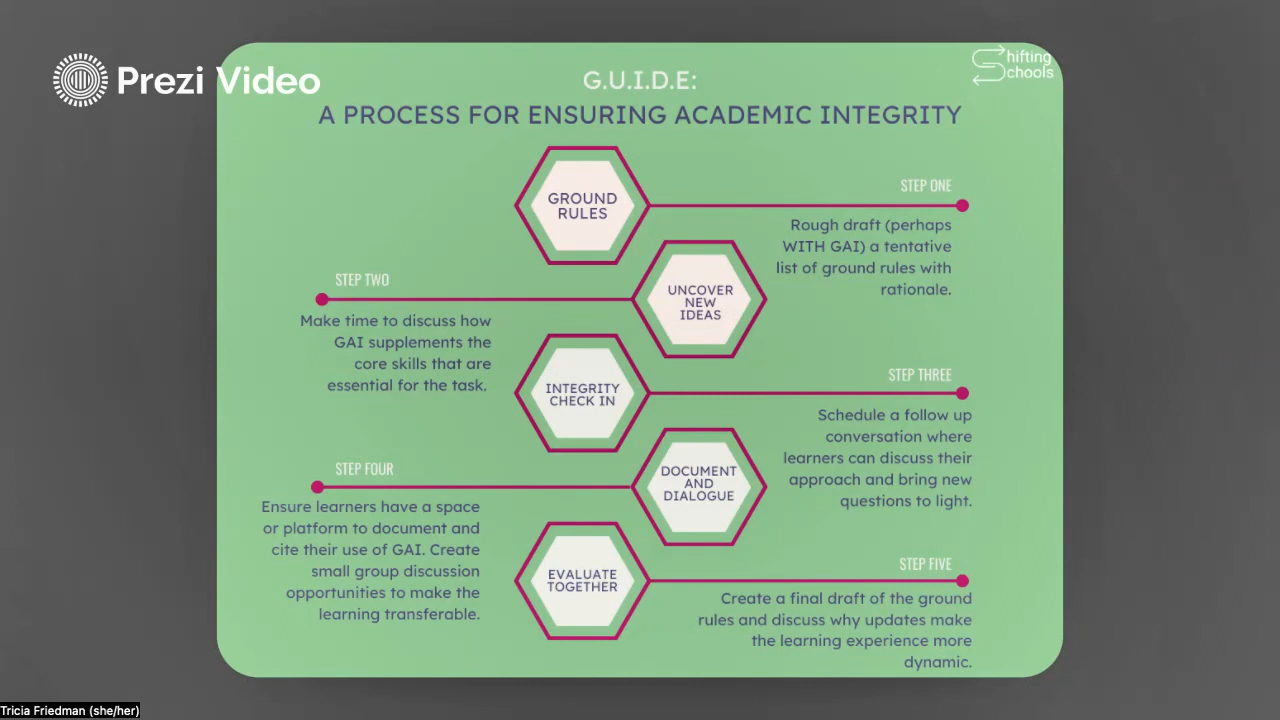 Prezi Video
Shifting
Schools
G.U.I.D.E:
A PROCESS FOR ENSURING ACADEMIC INTEGRITY
GROUND
RULES
STEP ONE
Rough draft (perhaps
WITH GAI) a tentative
list of ground rules with
rationale.
UNCOVER
NEW
IDEAS
STEP TWO
Make time to discuss how
GAI supplements the
core skills that are
essential for the task.
INTEGRITY
CHECK IN
STEP THREE
Schedule a follow up
conversation where
learners can discuss their
approach and bring new
questions to light.
DOCUMENT
AND
DIALOGUE
STEP FOUR
Ensure learners have a space
or platform to document and
cite their use of GAI. Create
small group discussion
opportunities to make the
learning transferable.
EVALUATE
TOGETHER
STEP FIVE
Create a final draft of the ground
rules and discuss why updates make
the learning experience more
dynamic.
Tricia Friedman (she/her)